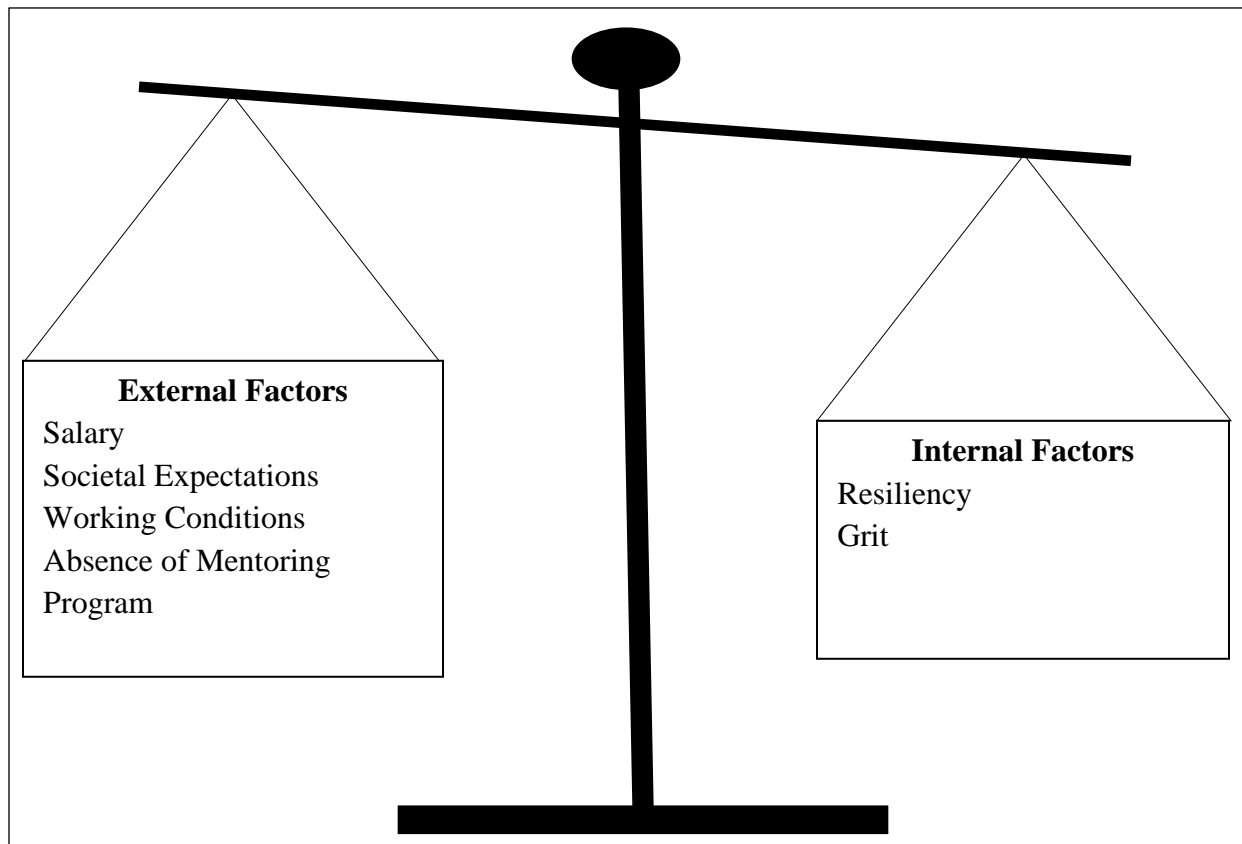 External Factors
Salary
Societal Expectations
Working Conditions
Absence of Mentoring
Program
Internal Factors
Resiliency
Grit